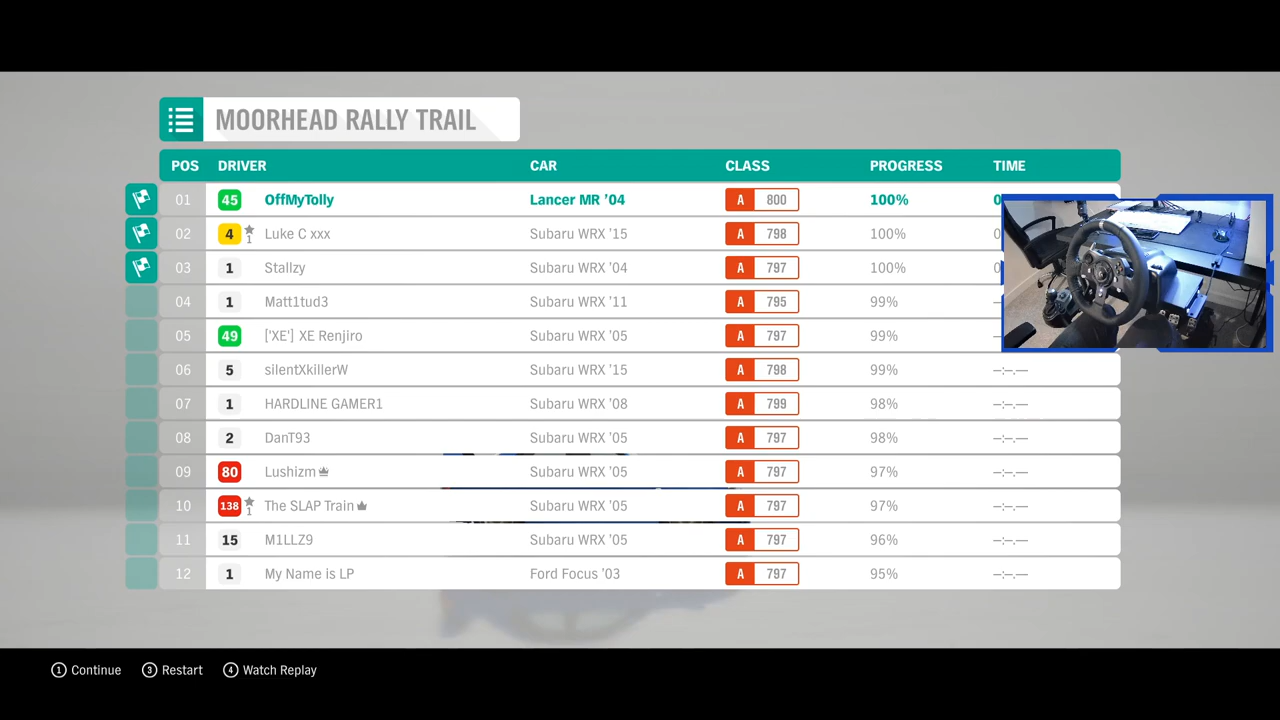 MOORHEAD RALLY TRAIL
POS DRIVER CAR CLASS PROGRESS TIME
01 45 OffMyTolly Lancer MR '04 A 800 100% 0
02 4 1 Luke C xxx Subaru WRX '15 A 798 100% 0
03 1 Stallzy Subaru WRX '04 A 797 100% 0
04 1 Matt1tud3 Subaru WRX '11 A 795 99%
05 49 ['XE'] XE Renjiro Subaru WRX '05 A 797 99%
06 5 silentXkillerW Subaru WRX '15 A 798 99% --:--.---
07 1 HARDLINE GAMER1 Subaru WRX '08 A 799 98% --:--.---
08 2 DanT93 Subaru WRX '05 A 797 98% --:--.---
09 80 Lushizm Subaru WRX '05 A 797 97% --:--.---
10 138 1 The SLAP Train Subaru WRX '05 A 797 97% --:--.---
11 15 M1LLZ9 Subaru WRX '05 A 797 96% --:--.---
12 1 My Name is LP Ford Focus '03 A 797 95% --:--.---
1 Continue 3 Restart 4 Watch Replay